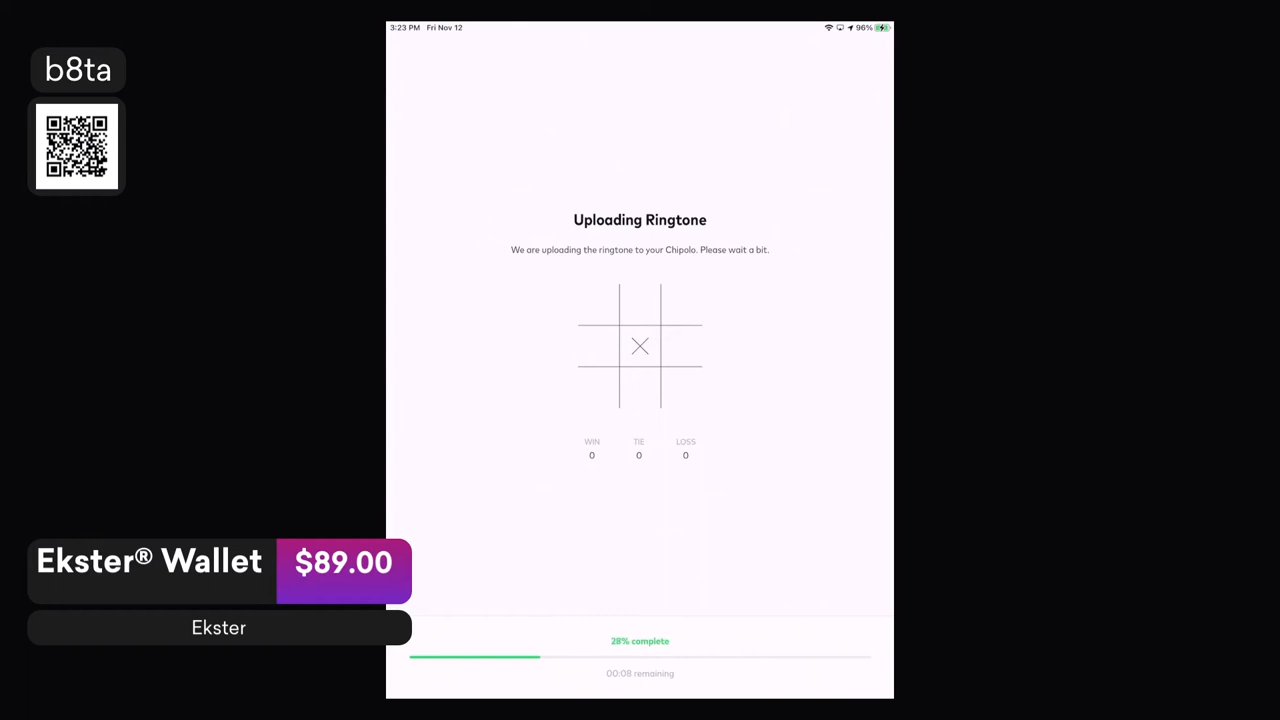 3:23 PM Fri Nov 12
96%
b8ta
Uploading Ringtone
We are uploading the ringtone to your Chipolo. Please wait a bit.
WIN TIE LOSS
0 0 0
Ekster® Wallet $89.00
Ekster
28% complete
00:08 remaining